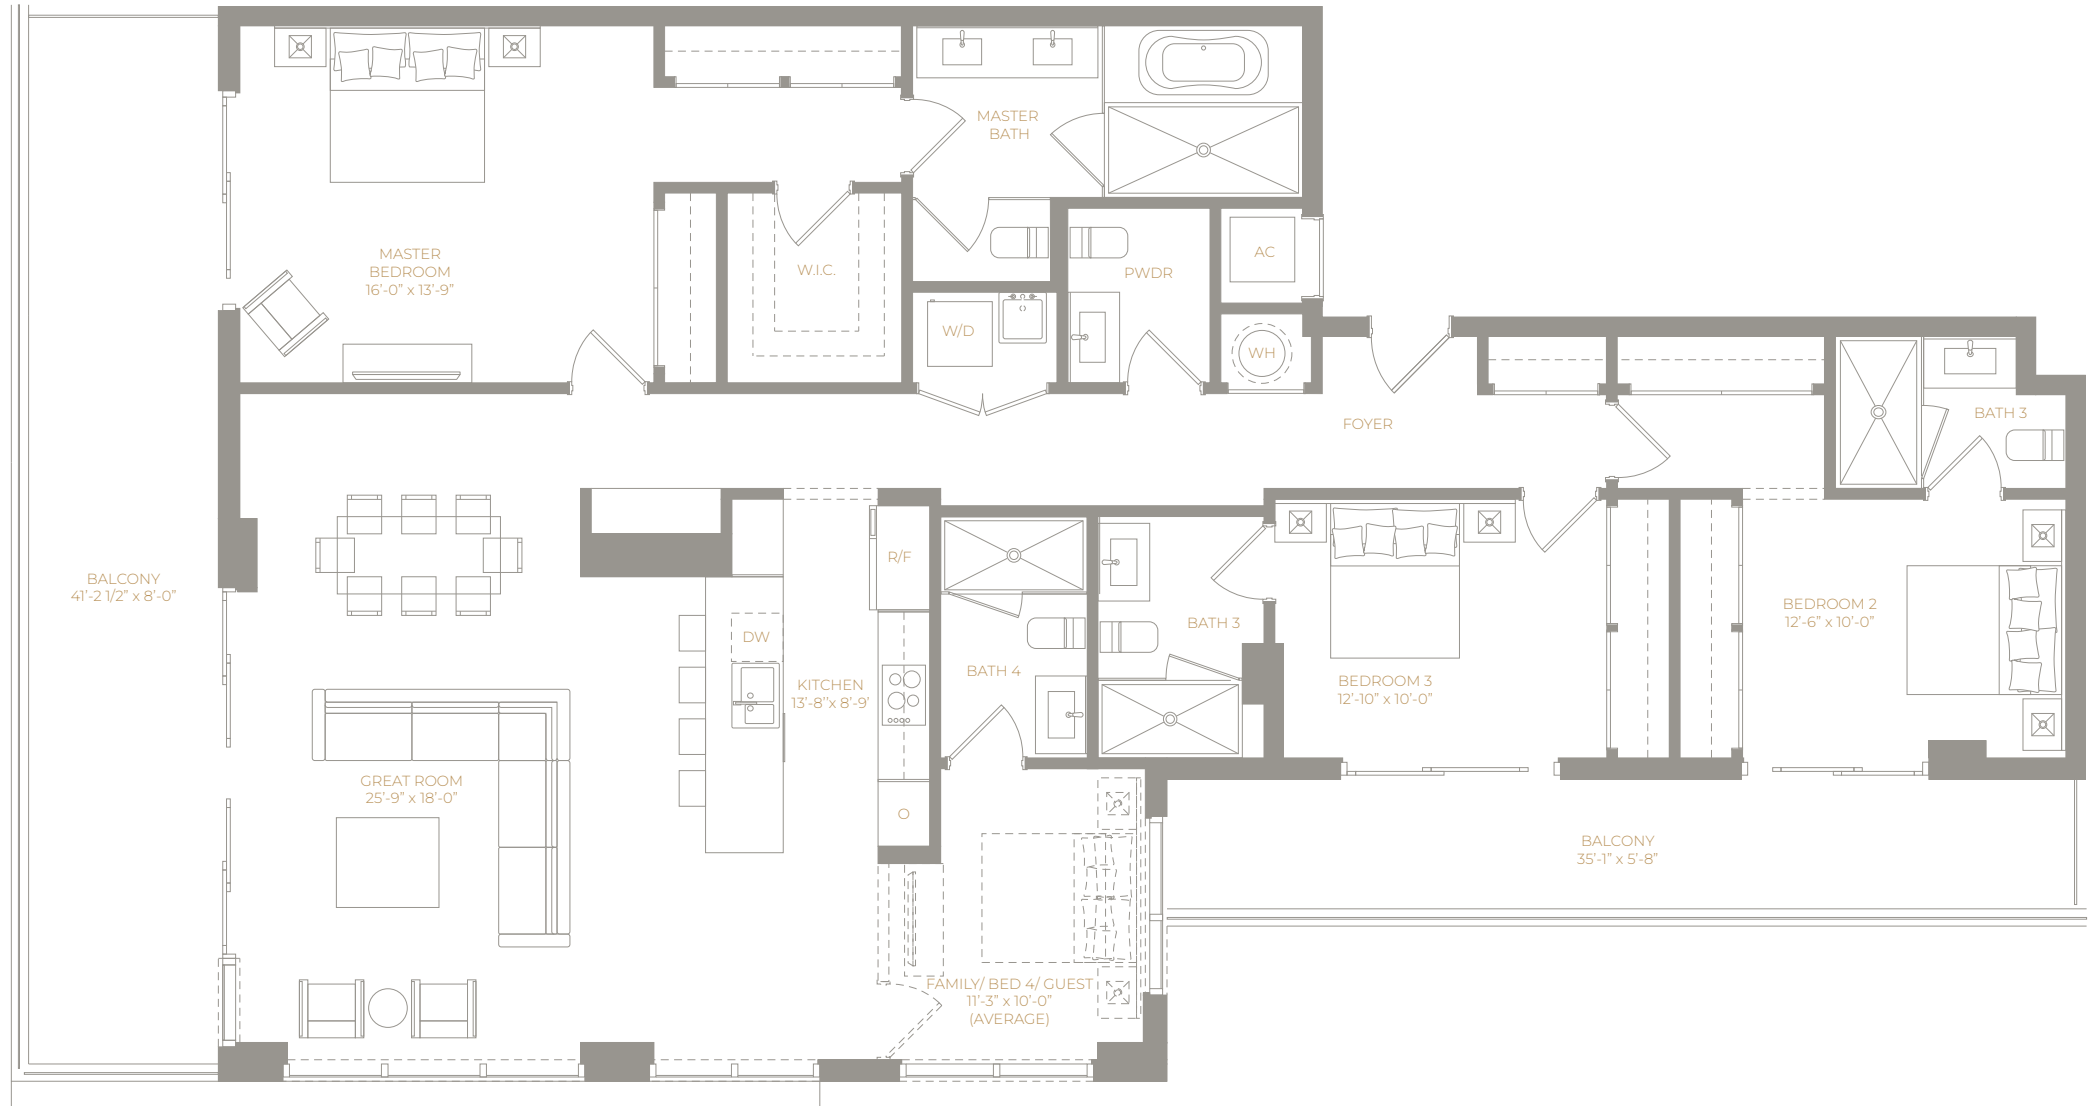 MASTER
BATH
MASTER
BEDROOM
16'-0" x 13'-9"
W.I.C.
PWDR
AC
W/D
WH
FOYER
BATH 3
BALCONY
41'-2 1/2" x 8'-0"
R/F
DW
KITCHEN
13'-8''x 8'-9'
BATH 4
BATH 3
BEDROOM 3
12'-10" x 10'-0"
BEDROOM 2
12'-6" x 10'-0"
GREAT ROOM
25'-9" x 18'-0"
O
BALCONY
35'-1" x 5'-8"
FAMILY/ BED 4/ GUEST
11'-3" x 10'-0"
(AVERAGE)